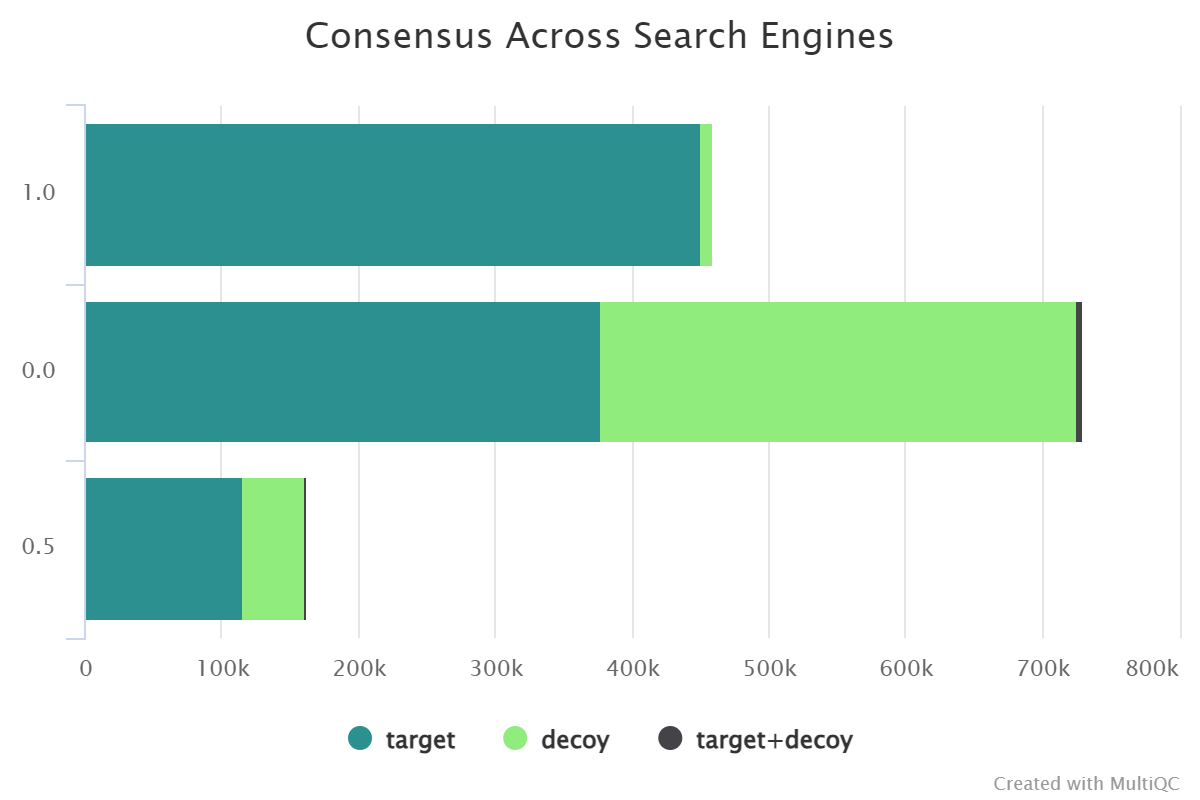 Consensus Across Search Engines
1.0
0.0
0.5
0 100k 200k 300k 400k 500k 600k 700k 800k
target decoy target+decoy
Created with MultiQC